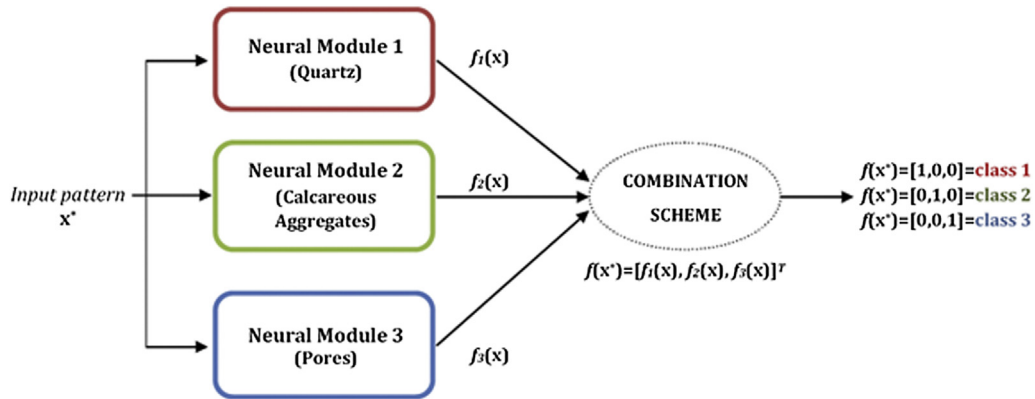 Neural Module 1
(Quartz)
f₁(x)
Neural Module 2
(Calcareous
Aggregates)
f₂(x)
Input pattern
x*
COMBINATION
SCHEME
f(x*)=[f₁(x), f₂(x), f₃(x)]ᵀ
f(x*)=[1,0,0]=class 1
f(x*)=[0,1,0]=class 2
f(x*)=[0,0,1]=class 3
Neural Module 3
(Pores)
f₃(x)